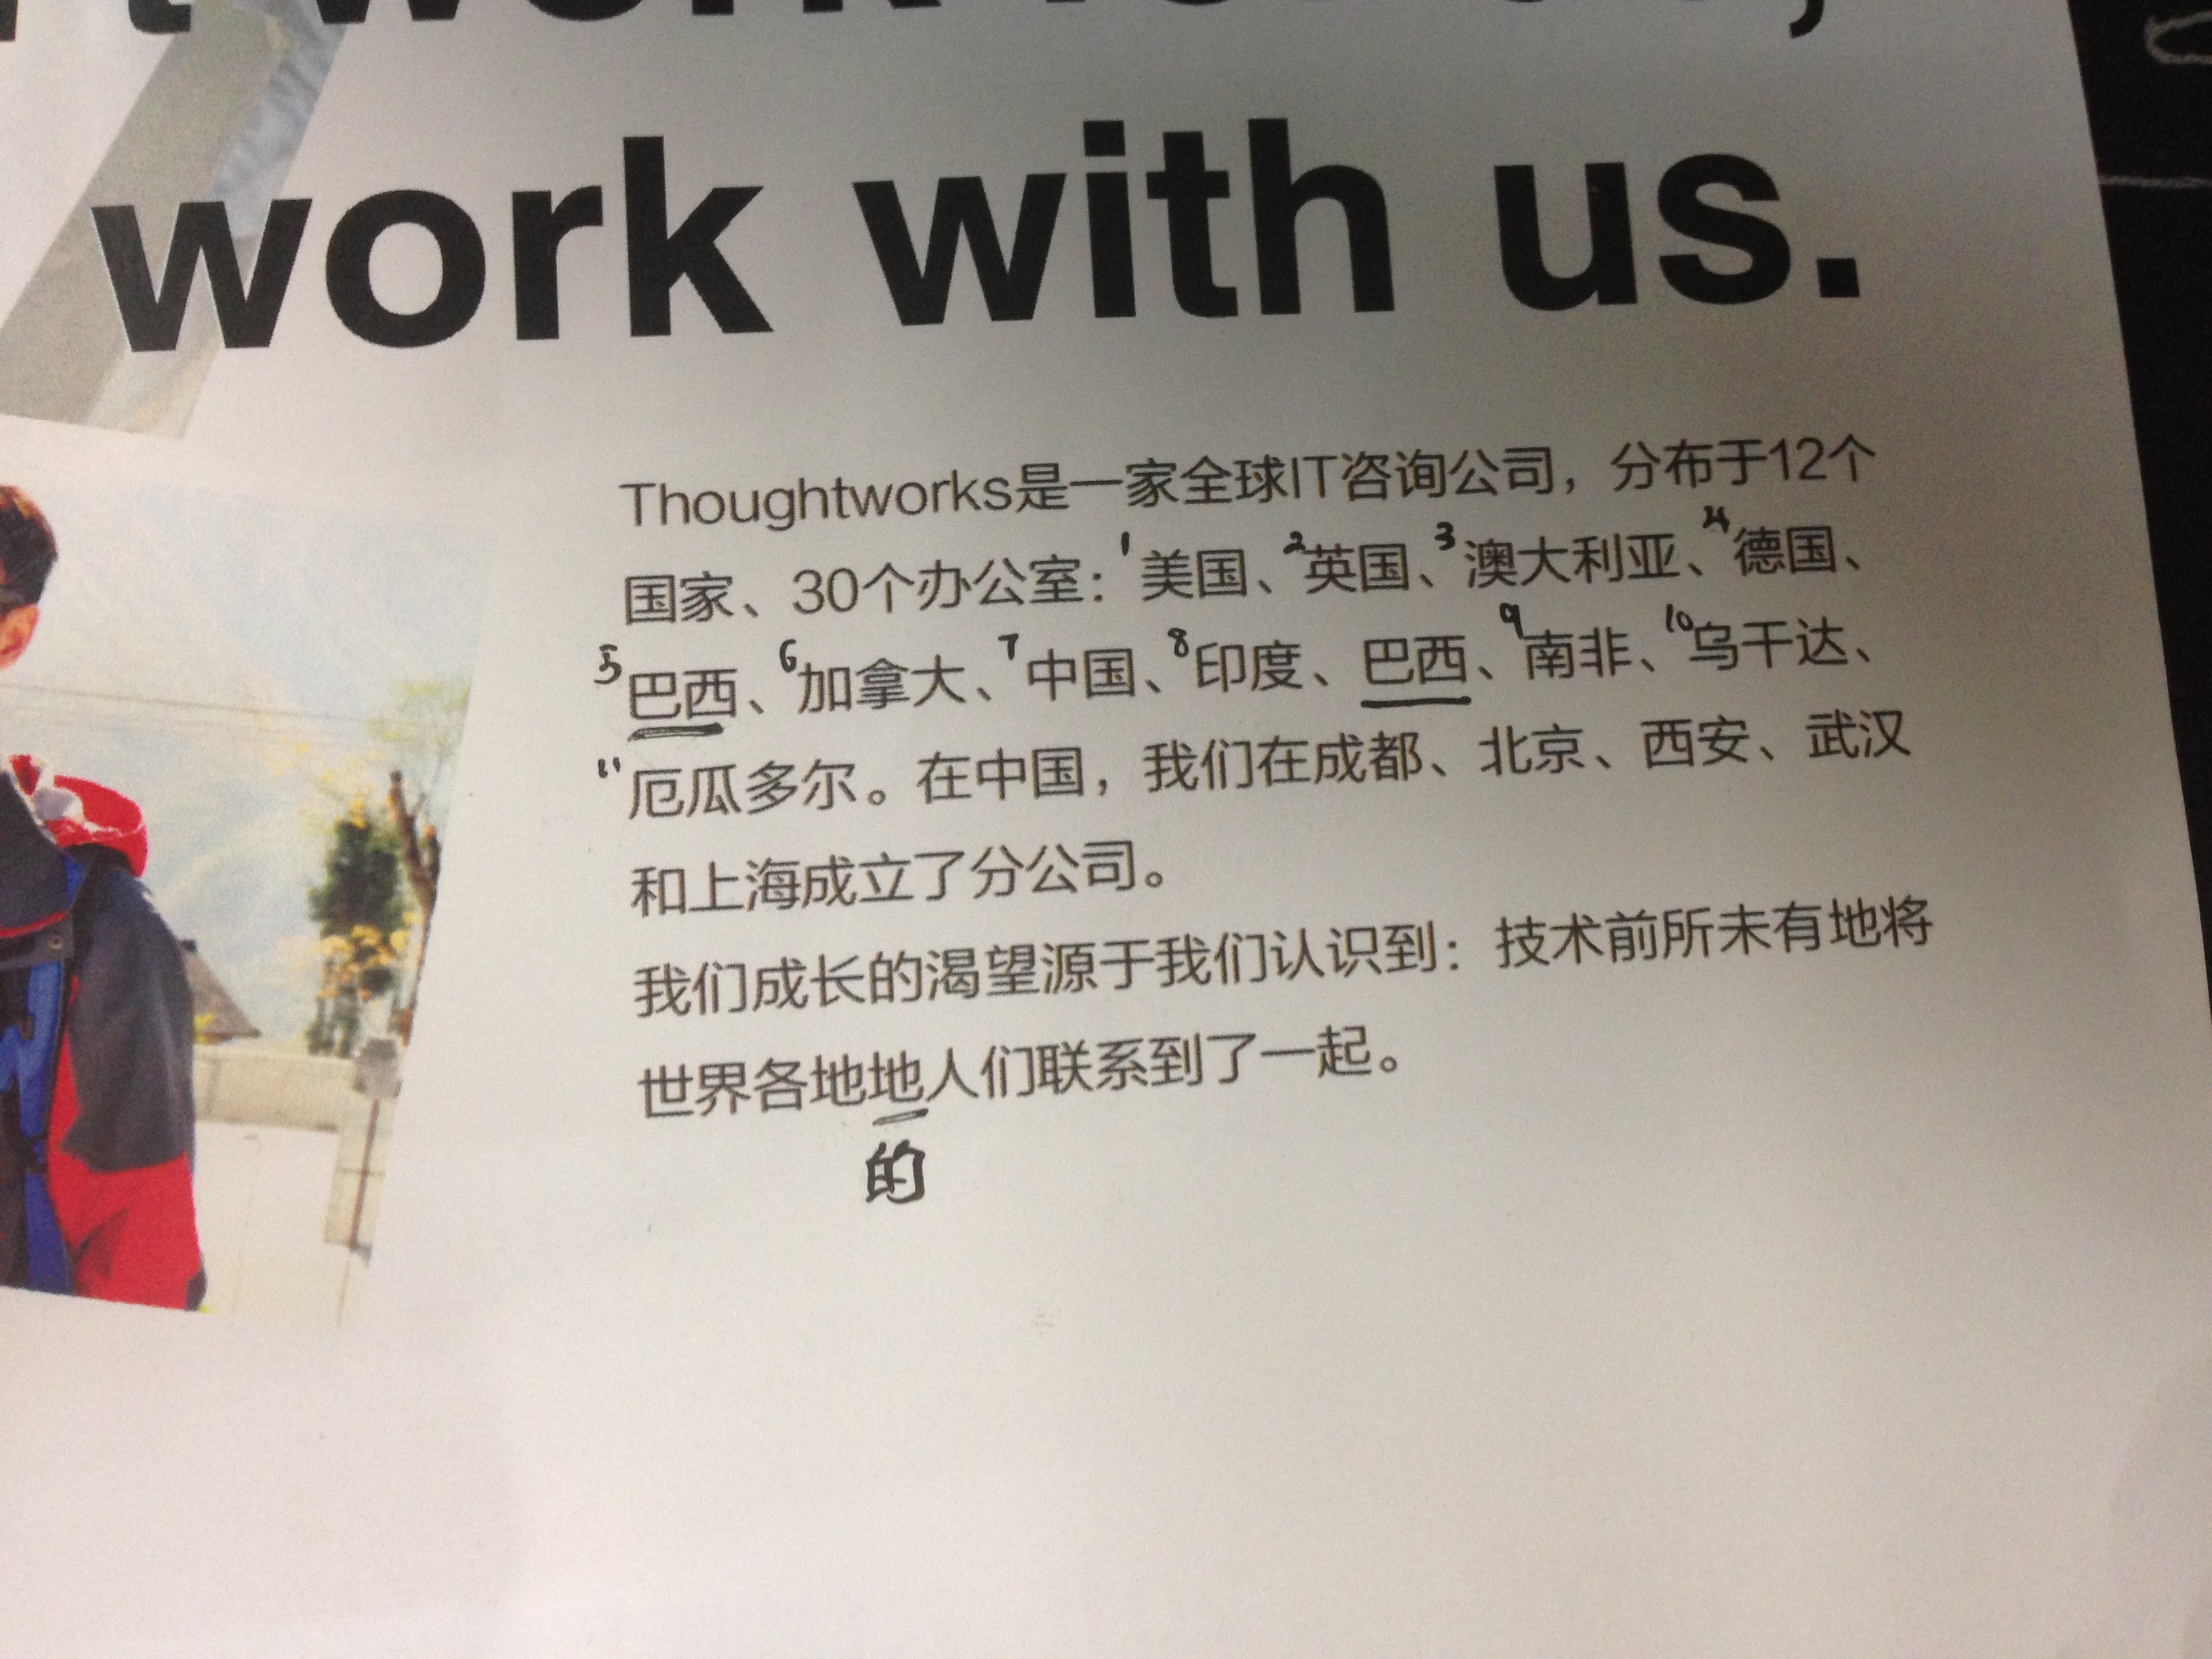 work with us.
Thoughtworks是一家全球IT咨询公司，分布于12个
1 2 3 4
国家、30个办公室：美国、英国、澳大利亚、德国、
5 6 7 8 9 10
巴西、加拿大、中国、印度、巴西、南非、乌干达、
11
厄瓜多尔。在中国，我们在成都、北京、西安、武汉
和上海成立了分公司。
我们成长的渴望源于我们认识到：技术前所未有地将
世界各地地人们联系到了一起。
的